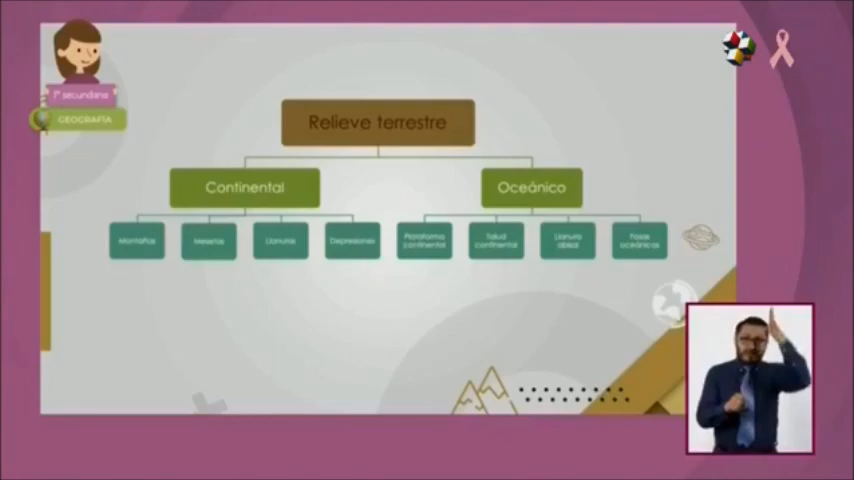 1° secundaria
GEOGRAFÍA
Relieve terrestre
Continental
Oceánico
Montañas
Mesetas
Llanuras
Depresiones
Plataforma
continental
Talud
continental
Llanura
abisal
Fosas
oceánicas